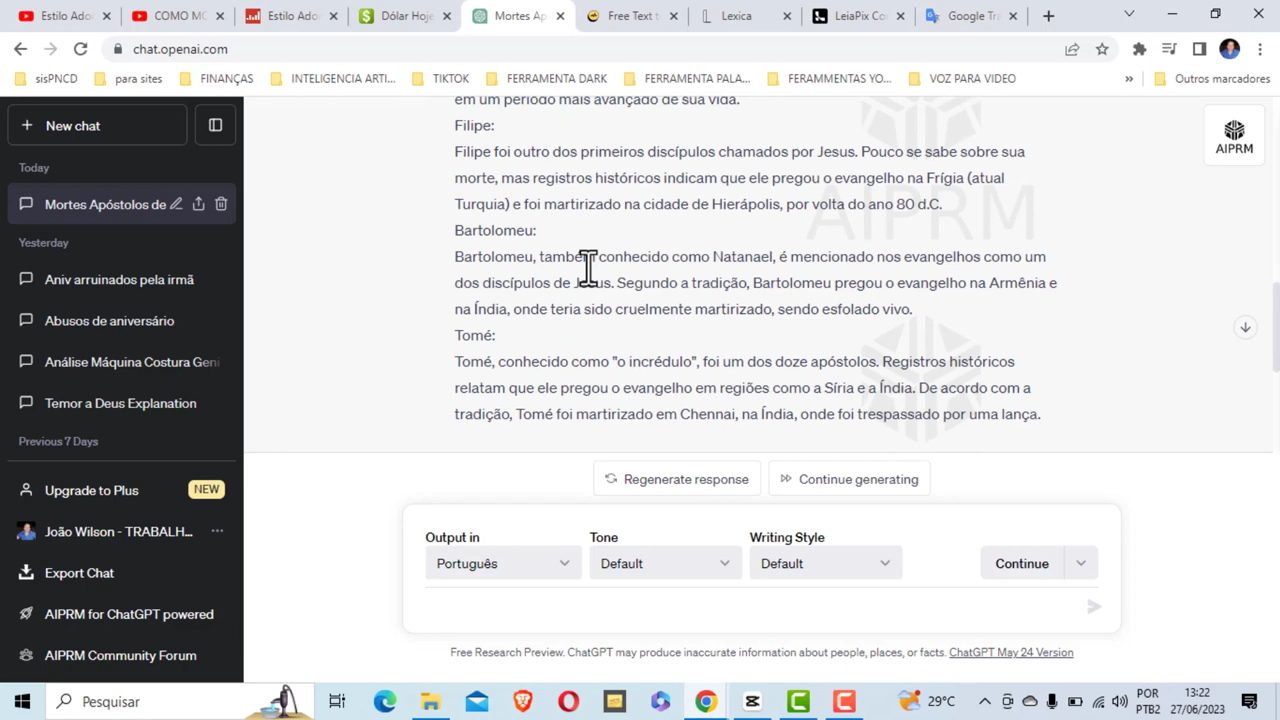 Estilo Ado
COMO MO
Estilo Ado
Dólar Hoje
Mortes Ap
Free Text t
Lexica
LeiaPix Co
Google Tra
chat.openai.com
sisPNCD
para sites
FINANÇAS
INTELIGENCIA ARTI...
TIKTOK
FERRAMENTA DARK
FERRAMENTA PALA...
FERAMMENTAS YO...
VOZ PARA VIDEO
»
Outros marcadores
New chat
Today
Mortes Apóstolos de
Yesterday
Aniv arruinados pela irmã
Abusos de aniversário
Análise Máquina Costura Geni
Temor a Deus Explanation
Previous 7 Days
Upgrade to Plus
NEW
João Wilson - TRABALH...
Export Chat
AIPRM for ChatGPT powered
AIPRM Community Forum
em um período mais avançado de sua vida.
Filipe:
Filipe foi outro dos primeiros discípulos chamados por Jesus. Pouco se sabe sobre sua
morte, mas registros históricos indicam que ele pregou o evangelho na Frígia (atual
Turquia) e foi martirizado na cidade de Hierápolis, por volta do ano 80 d.C.
Bartolomeu:
Bartolomeu, também conhecido como Natanael, é mencionado nos evangelhos como um
dos discípulos de Jesus. Segundo a tradição, Bartolomeu pregou o evangelho na Armênia e
na Índia, onde teria sido cruelmente martirizado, sendo esfolado vivo.
Tomé:
Tomé, conhecido como "o incrédulo", foi um dos doze apóstolos. Registros históricos
relatam que ele pregou o evangelho em regiões como a Síria e a Índia. De acordo com a
tradição, Tomé foi martirizado em Chennai, na Índia, onde foi trespassado por uma lança.
AIPRM
AIPRM
Regenerate response
Continue generating
Output in
Tone
Writing Style
Português
Default
Default
Continue
Free Research Preview. ChatGPT may produce inaccurate information about people, places, or facts. ChatGPT May 24 Version
Pesquisar
29°C
POR
PTB2
13:22
27/06/2023